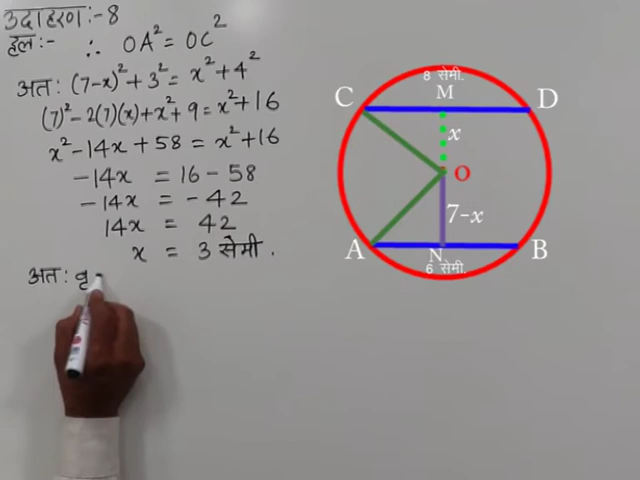 उदाहरण:-8
हल:- ∴ OA² = OC²
अत: (7-x)² + 3² = x² + 4²
(7)² - 2(7)(x) + x² + 9 = x² + 16
x² - 14x + 58 = x² + 16
-14x = 16 - 58
-14x = -42
14x = 42
x = 3 सेमी.
अत: वृ
8 सेमी.
M
C
D
x
O
7-x
A
N
B
6 सेमी.